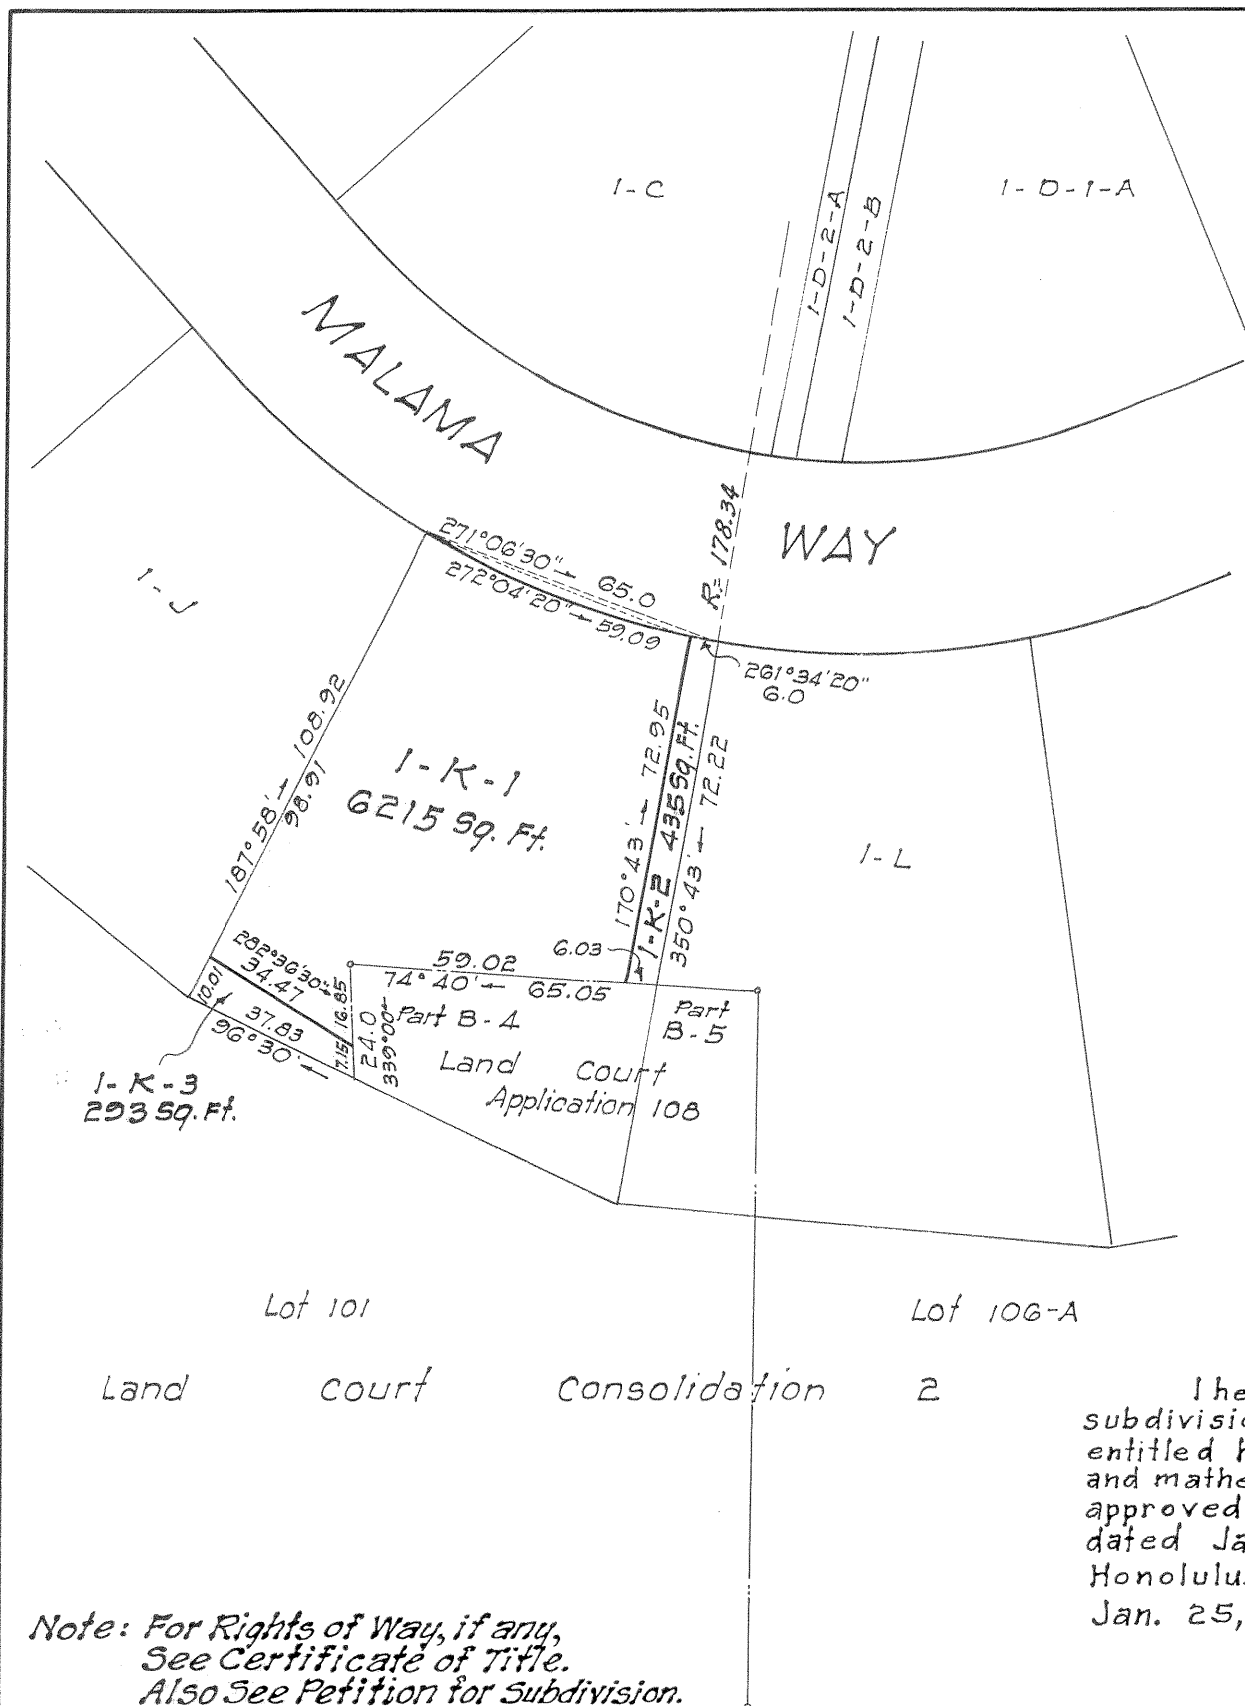 1-C
1-D-1-A
1-D-2-A
1-D-2-B
MALAMA
WAY
R=178.34
1-J
271°06'30" 65.0
272°04'20" 59.09
261°34'20"
6.0
187°58' 108.92
98.91
1-K-1
6215 Sq. Ft.
170°43' 72.95
1-K-2 435 Sq. Ft.
350°43' 72.22
1-L
282°36'30"
34.47
10.01
37.83
96°30'
16.85
7.15
24.0
339°00'
59.02
6.03
74°40' 65.05
Part B-4
Part
B-5
Land Court
Application 108
1-K-3
293 Sq. Ft.
Lot 101
Lot 106-A
Land Court Consolidation 2
I he
subdivisi
entitled
and mathe
approved
dated Ja
Honolulu
Jan. 25,
Note: For Rights of Way, if any,
See Certificate of Title.
Also See Petition for Subdivision.